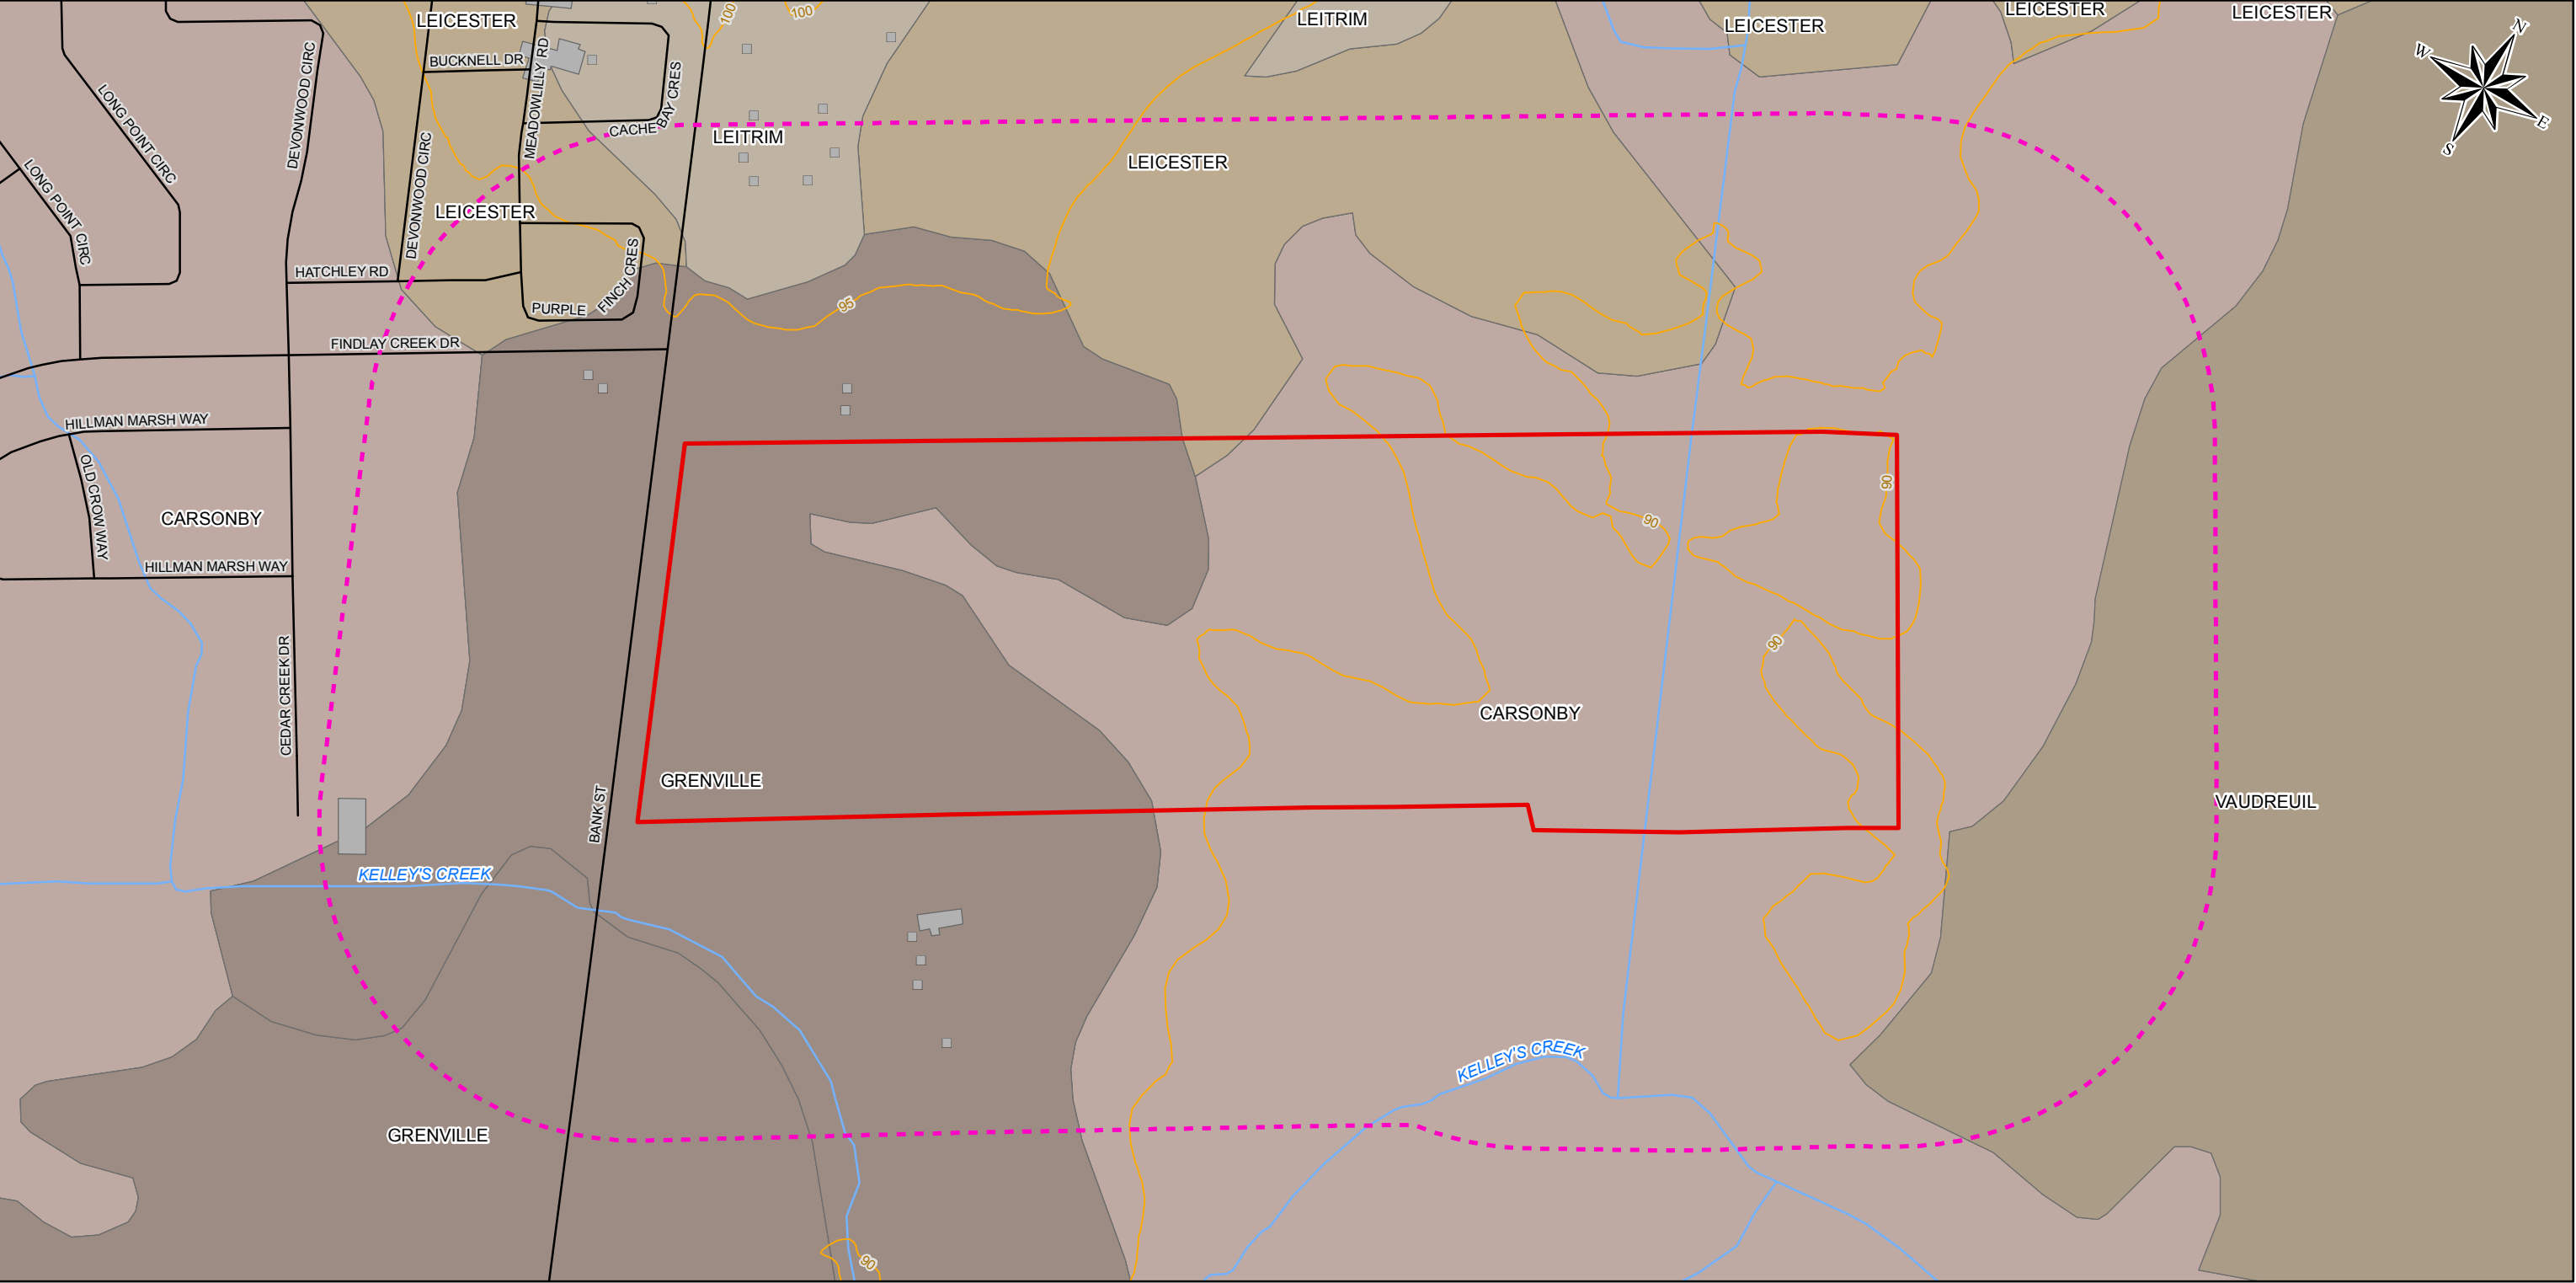 LEICESTER
100
100
LEITRIM
LEICESTER
LEICESTER
LEICESTER
N
W
E
S
BUCKNELL DR
DEVONWOOD CIRC
MEADOWLILLY RD
LONG POINT CIRC
CACHE BAY CRES
LEITRIM
LEICESTER
LONG POINT CIRC
DEVONWOOD CIRC
LEICESTER
HATCHLEY RD
PURPLE FINCH CRES
95
FINDLAY CREEK DR
HILLMAN MARSH WAY
OLD CROW WAY
90
CARSONBY
90
HILLMAN MARSH WAY
90
CEDAR CREEK DR
CARSONBY
GRENVILLE
BANK ST
VAUDREUIL
KELLEY'S CREEK
KELLEY'S CREEK
GRENVILLE
90